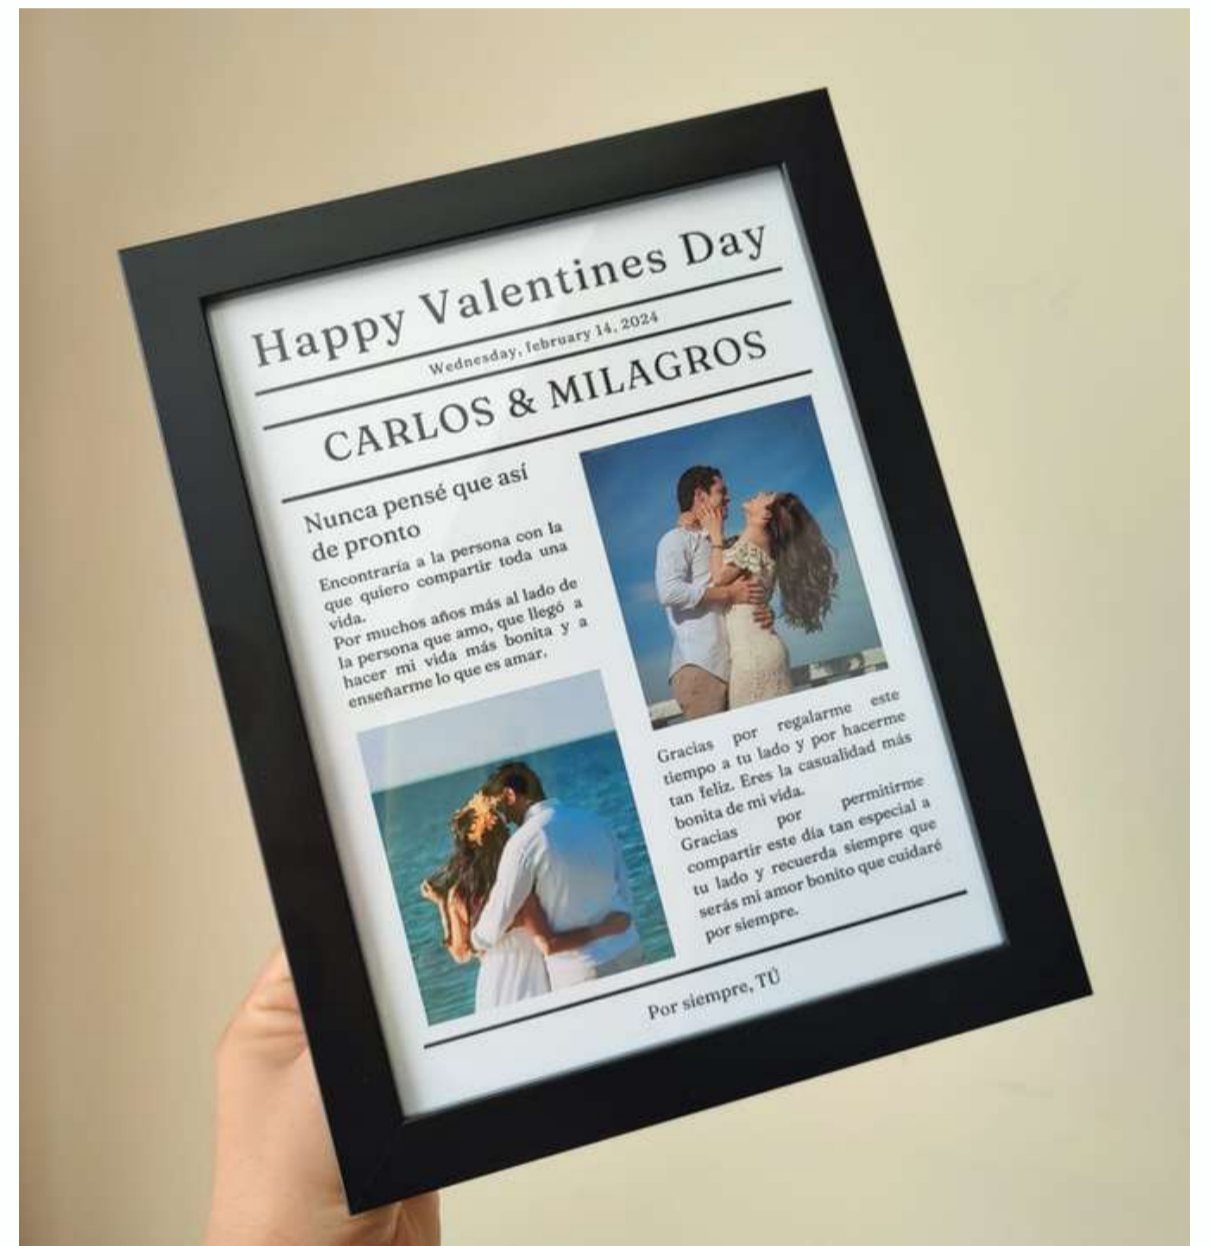 Happy Valentines Day
Wednesday, february 14, 2024
CARLOS & MILAGROS
Nunca pensé que así
de pronto
Encontraría a la persona con la
que quiero compartir toda una
vida.
Por muchos años más al lado de
la persona que amo, que llegó a
hacer mi vida más bonita y a
enseñarme lo que es amar.
Gracias por regalarme este
tiempo a tu lado y por hacerme
tan feliz. Eres la casualidad más
bonita de mi vida.
Gracias por permitirme
compartir este día tan especial a
tu lado y recuerda siempre que
serás mi amor bonito que cuidaré
por siempre.
Por siempre, TÚ